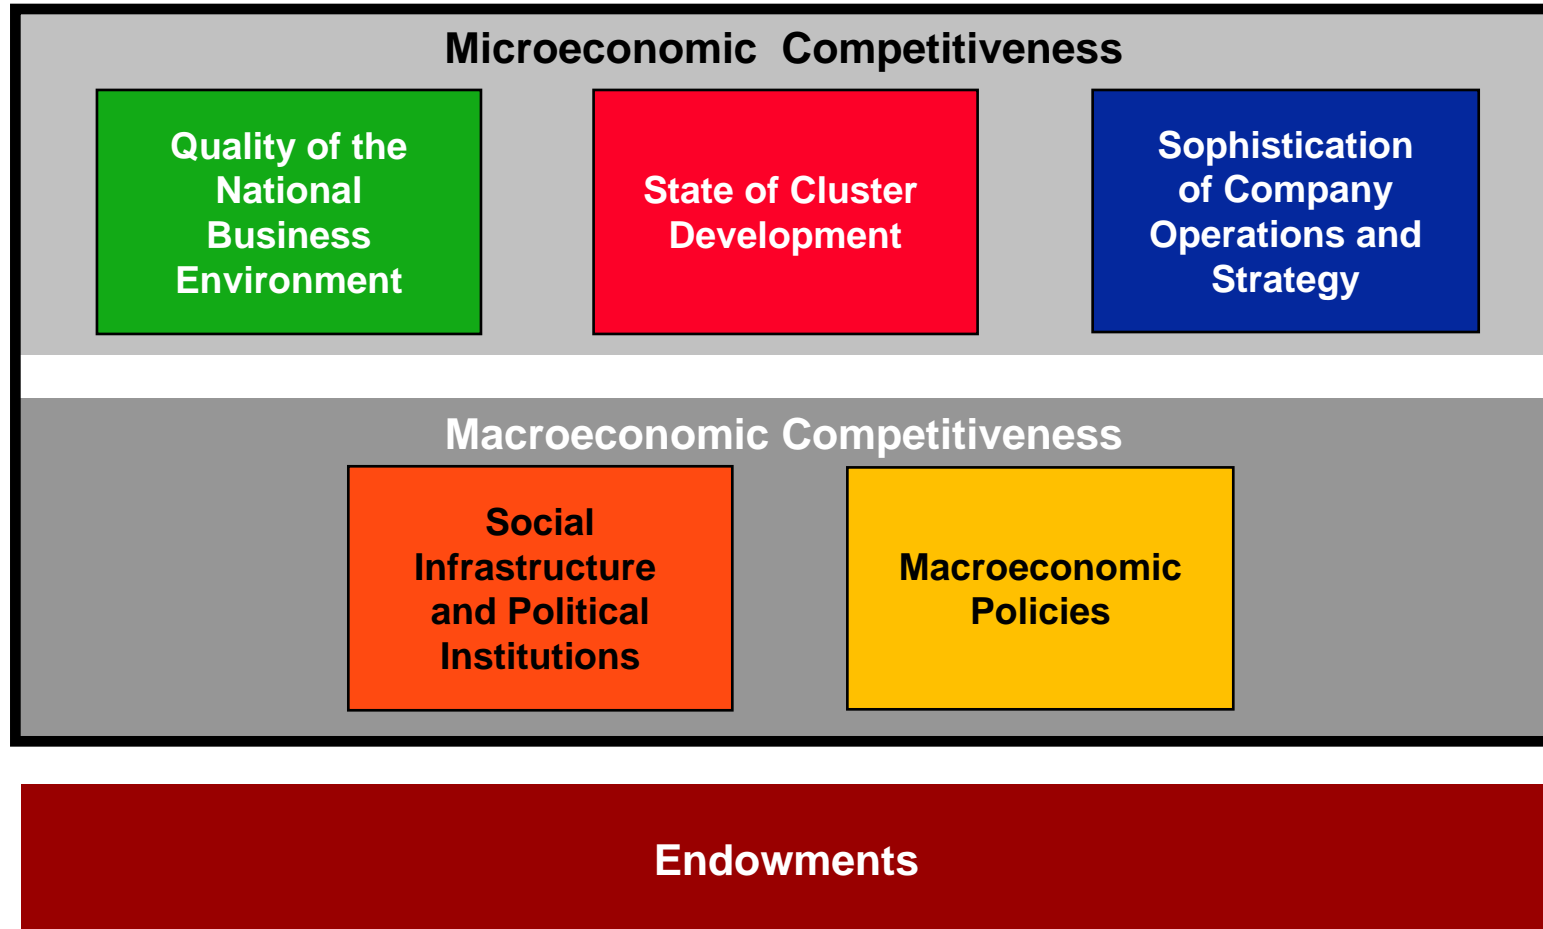 Microeconomic  Competitiveness
Quality of the
National
Business
Environment
State of Cluster
Development
Sophistication
of Company
Operations and
Strategy
Macroeconomic Competitiveness
Social
Infrastructure
and Political
Institutions
Macroeconomic
Policies
Endowments